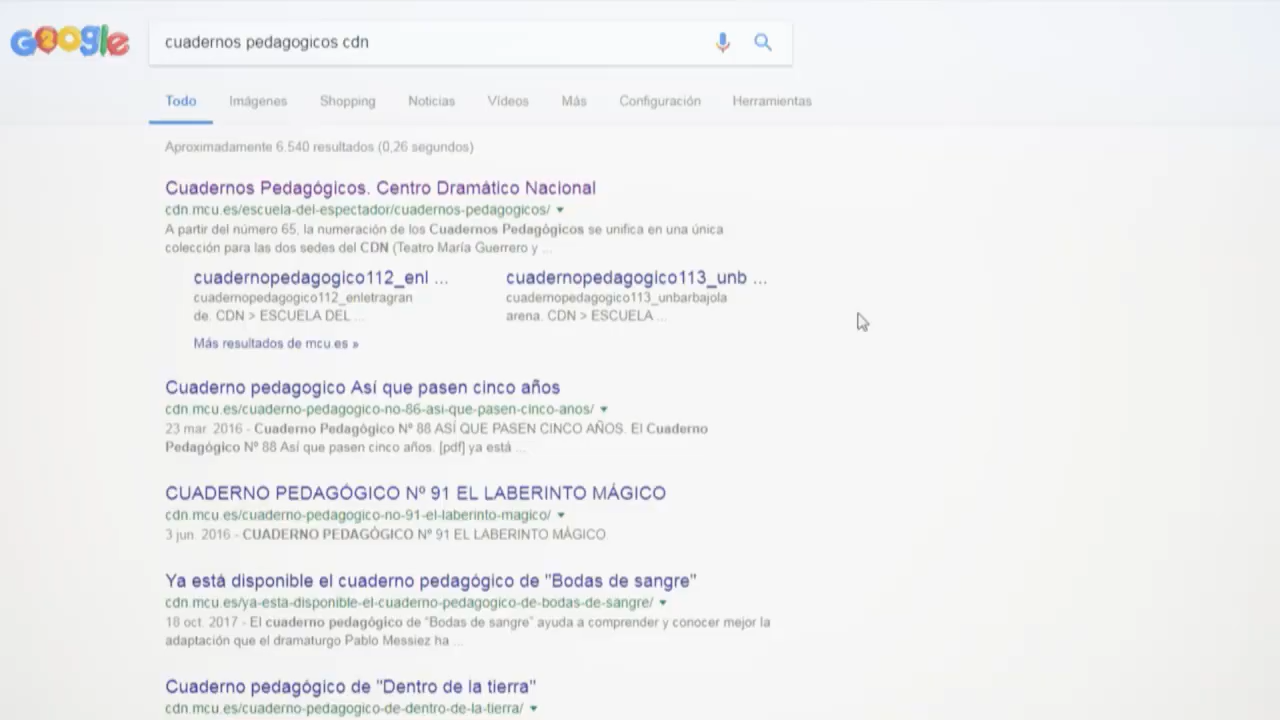 Google
cuadernos pedagogicos cdn
Todo Imágenes Shopping Noticias Vídeos Más Configuración Herramientas
Aproximadamente 6.540 resultados (0,26 segundos)
Cuadernos Pedagógicos. Centro Dramático Nacional
cdn.mcu.es/escuela-del-espectador/cuadernos-pedagogicos/
A partir del número 65, la numeración de los Cuadernos Pedagógicos se unifica en una única
colección para las dos sedes del CDN (Teatro María Guerrero y ...
cuadernopedagogico112_enl ... cuadernopedagogico113_unb ...
cuadernopedagogico112_enletragran cuadernopedagogico113_unbarbajola
de. CDN > ESCUELA DEL ... arena. CDN > ESCUELA ...
Más resultados de mcu.es »
Cuaderno pedagogico Así que pasen cinco años
cdn.mcu.es/cuaderno-pedagogico-no-86-asi-que-pasen-cinco-anos/
23 mar. 2016 - Cuaderno Pedagógico Nº 88 ASÍ QUE PASEN CINCO AÑOS. El Cuaderno
Pedagógico Nº 88 Así que pasen cinco años. [pdf] ya está ...
CUADERNO PEDAGÓGICO Nº 91 EL LABERINTO MÁGICO
cdn.mcu.es/cuaderno-pedagogico-no-91-el-laberinto-magico/
3 jun. 2016 - CUADERNO PEDAGÓGICO Nº 91 EL LABERINTO MÁGICO
Ya está disponible el cuaderno pedagógico de "Bodas de sangre"
cdn.mcu.es/ya-esta-disponible-el-cuaderno-pedagogico-de-bodas-de-sangre/
18 oct. 2017 - El cuaderno pedagógico de "Bodas de sangre" ayuda a comprender y conocer mejor la
adaptación que el dramaturgo Pablo Messiez ha ...
Cuaderno pedagógico de "Dentro de la tierra"
cdn.mcu.es/cuaderno-pedagogico-de-dentro-de-la-tierra/